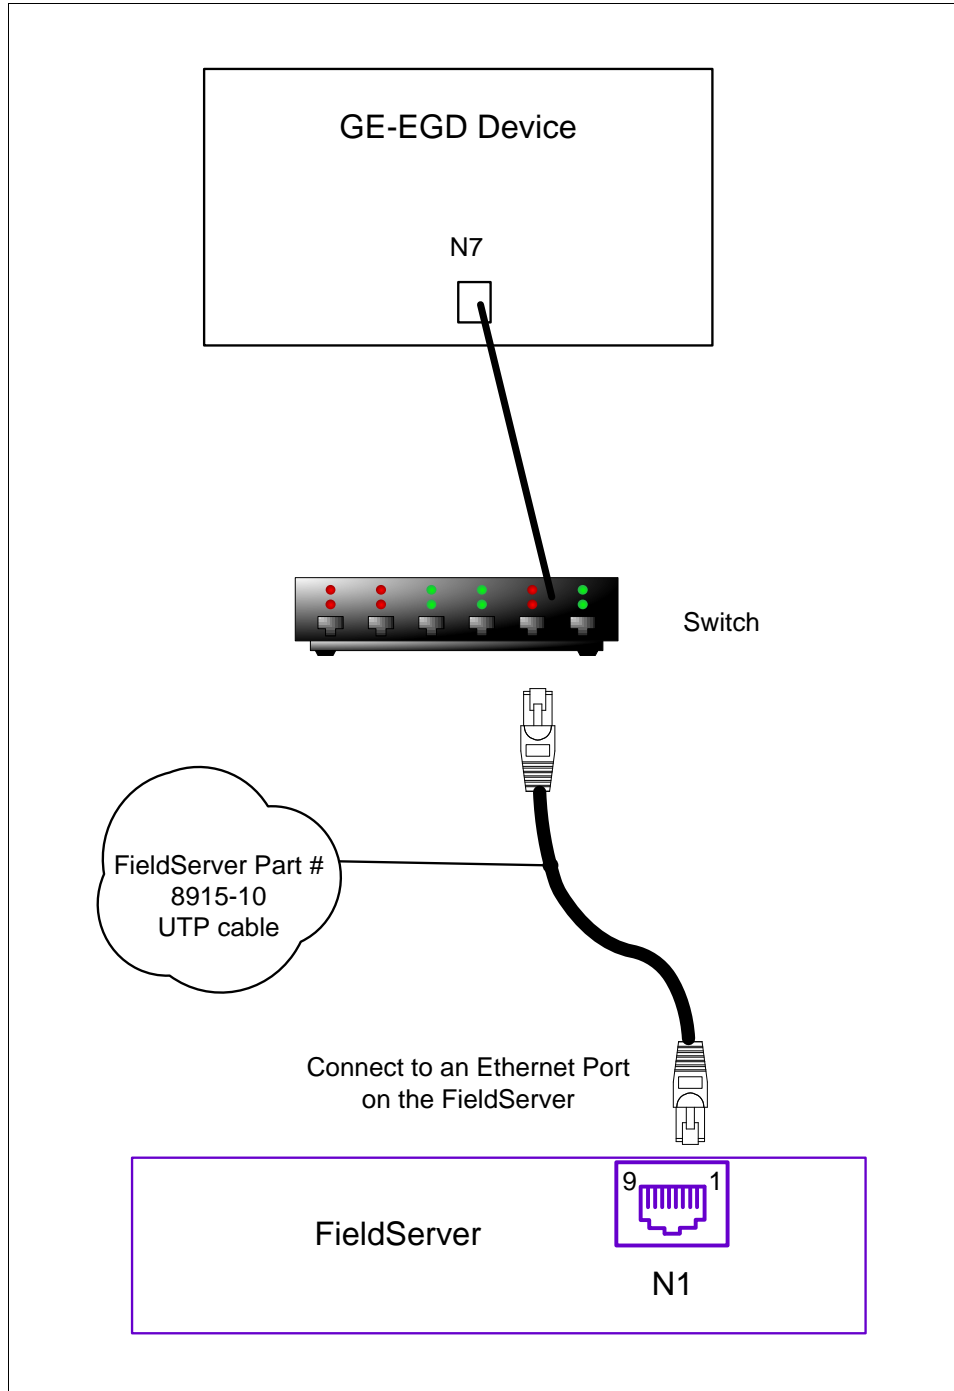 GE-EGD Device
N7
Switch
FieldServer Part #
8915-10
UTP cable
Connect to an Ethernet Port
on the FieldServer
9 1
FieldServer
N1